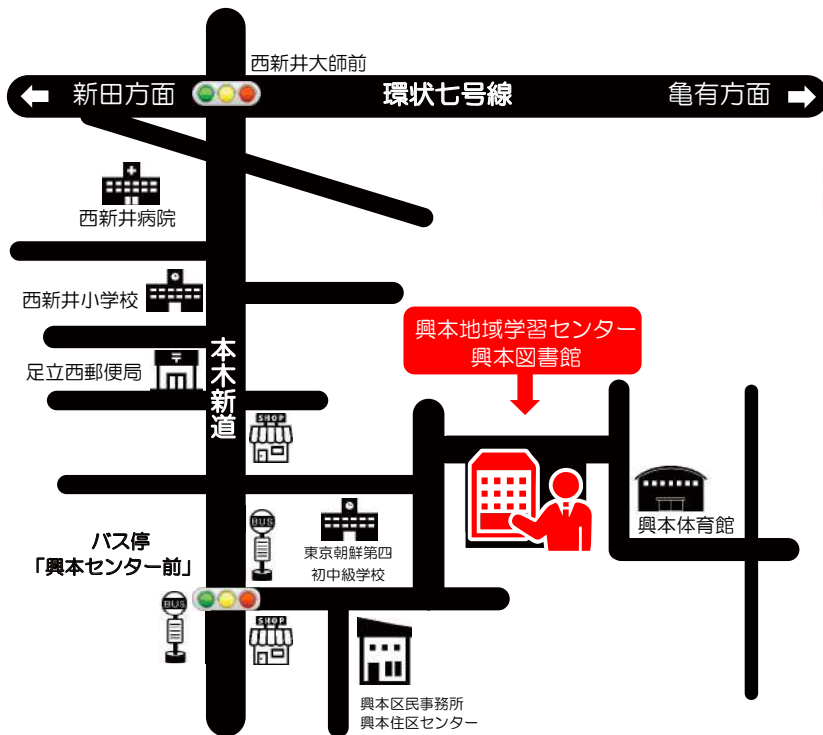 西新井大師前
新田方面
環状七号線
亀有方面
西新井病院
西新井小学校
足立西郵便局
〒
本木新道
興本地域学習センター
興本図書館
SHOP
興本体育館
バス停
「興本センター前」
BUS
東京朝鮮第四
初中級学校
BUS
SHOP
興本区民事務所
興本住区センター